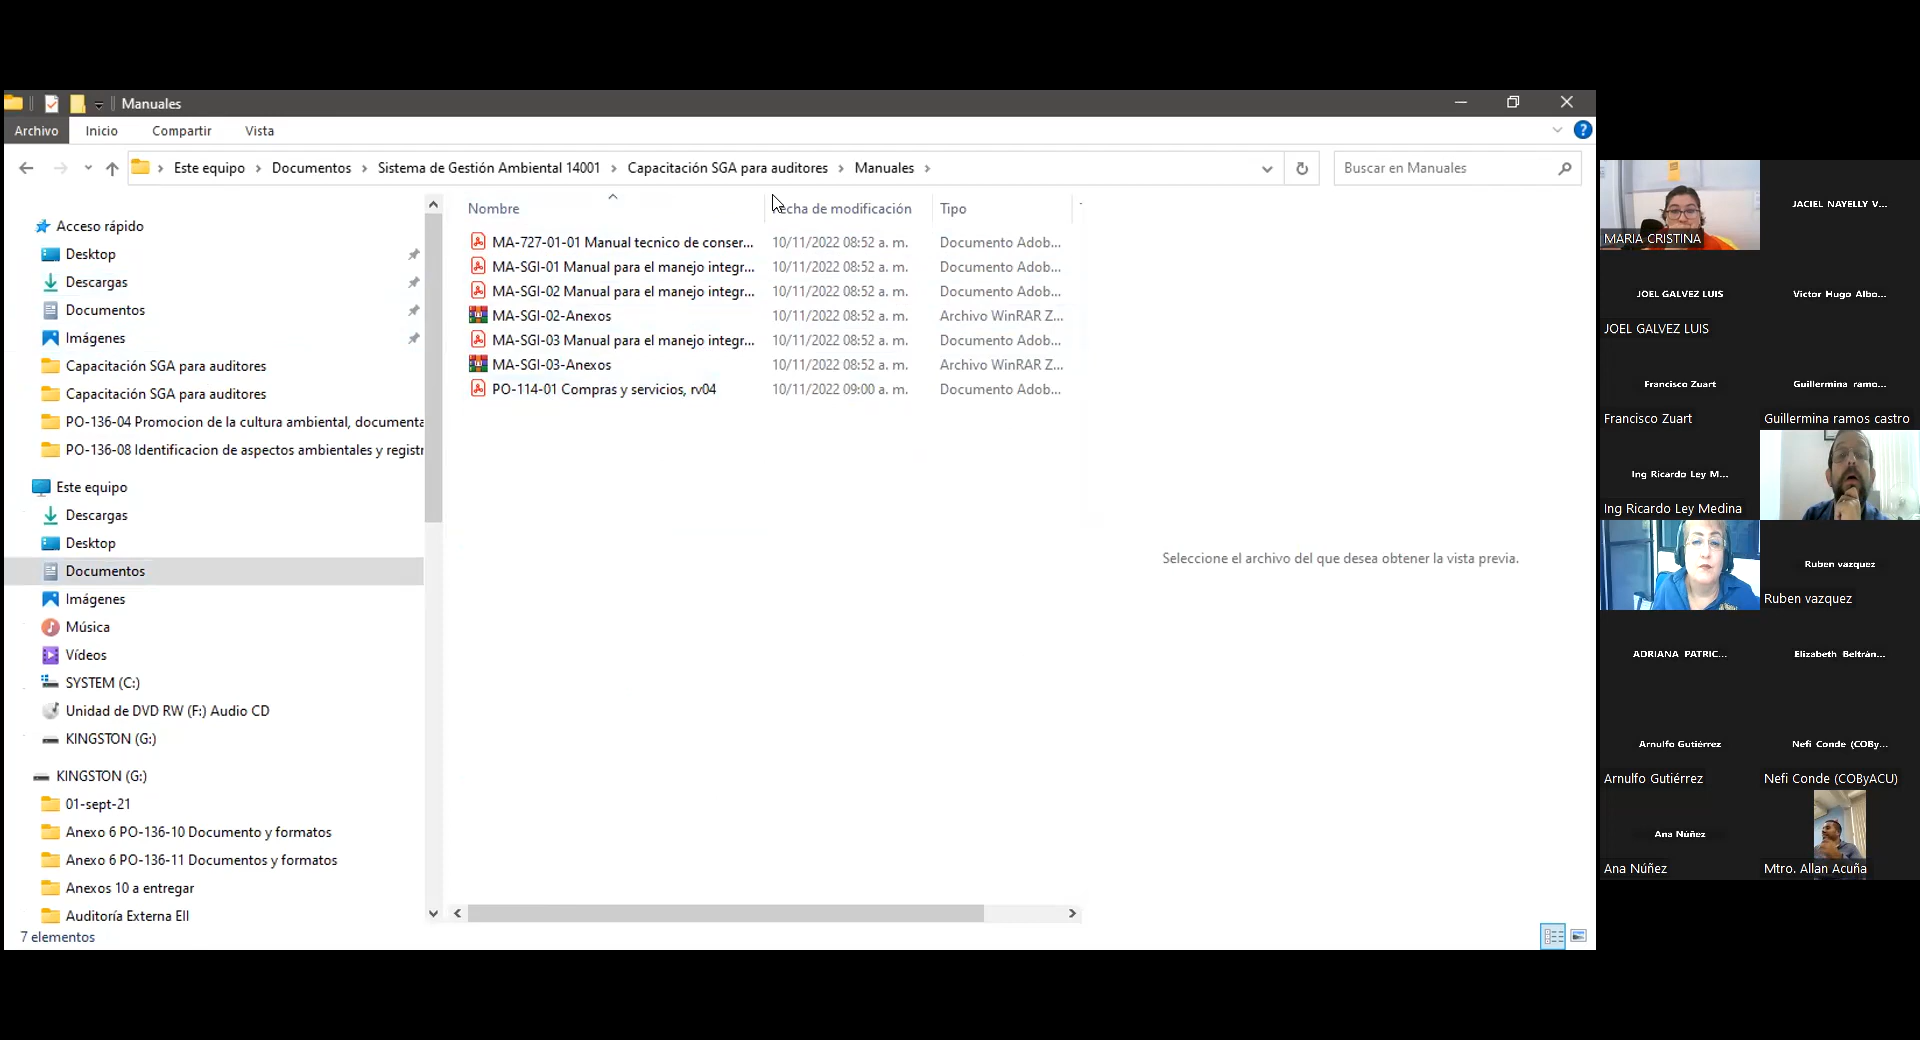 Manuales
Archivo Inicio Compartir Vista
Este equipo > Documentos > Sistema de Gestión Ambiental 14001 > Capacitación SGA para auditores > Manuales >
Buscar en Manuales
Acceso rápido
Desktop
Descargas
Documentos
Imágenes
Capacitación SGA para auditores
Capacitación SGA para auditores
PO-136-04 Promocion de la cultura ambiental, documenta
PO-136-08 Identificacion de aspectos ambientales y registr
Este equipo
Descargas
Desktop
Documentos
Imágenes
Música
Vídeos
SYSTEM (C:)
Unidad de DVD RW (F:) Audio CD
KINGSTON (G:)
KINGSTON (G:)
01-sept-21
Anexo 6 PO-136-10 Documento y formatos
Anexo 6 PO-136-11 Documentos y formatos
Anexos 10 a entregar
Auditoría Externa EII
7 elementos
Nombre Fecha de modificación Tipo
MA-727-01-01 Manual tecnico de conser... 10/11/2022 08:52 a. m. Documento Adob...
MA-SGI-01 Manual para el manejo integr... 10/11/2022 08:52 a. m. Documento Adob...
MA-SGI-02 Manual para el manejo integr... 10/11/2022 08:52 a. m. Documento Adob...
MA-SGI-02-Anexos 10/11/2022 08:52 a. m. Archivo WinRAR Z...
MA-SGI-03 Manual para el manejo integr... 10/11/2022 08:52 a. m. Documento Adob...
MA-SGI-03-Anexos 10/11/2022 08:52 a. m. Archivo WinRAR Z...
PO-114-01 Compras y servicios, rv04 10/11/2022 09:00 a. m. Documento Adob...
Seleccione el archivo del que desea obtener la vista previa.
MARIA CRISTINA
JACIEL NAYELLY V...
JOEL GALVEZ LUIS
JOEL GALVEZ LUIS
Victor Hugo Albo...
Francisco Zuart
Francisco Zuart
Guillermina ramo...
Guillermina ramos castro
Ing Ricardo Ley M...
Ing Ricardo Ley Medina
Ruben vazquez
Ruben vazquez
ADRIANA PATRIC...
Elizabeth Beltrán...
Arnulfo Gutiérrez
Arnulfo Gutiérrez
Nefi Conde (COBy...
Nefi Conde (COByACU)
Ana Núñez
Ana Núñez
Mtro. Allan Acuña